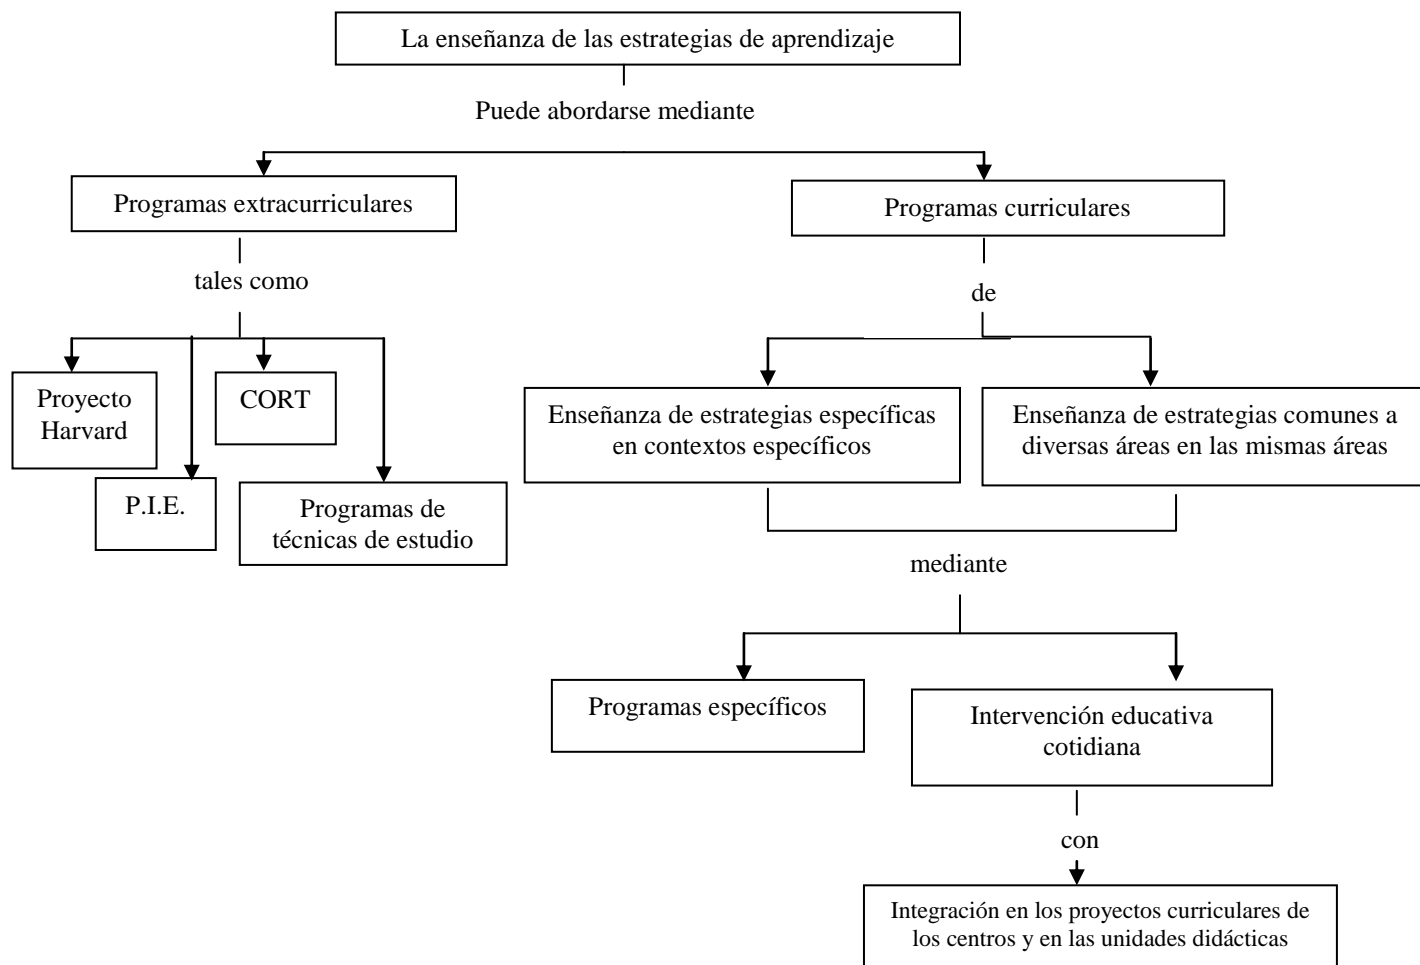 La enseñanza de las estrategias de aprendizaje
Puede abordarse mediante
Programas extracurriculares
Programas curriculares
tales como
de
Proyecto
Harvard
CORT
P.I.E.
Programas de
técnicas de estudio
Enseñanza de estrategias específicas
en contextos específicos
Enseñanza de estrategias comunes a
diversas áreas en las mismas áreas
mediante
Programas específicos
Intervención educativa
cotidiana
con
Integración en los proyectos curriculares de
los centros y en las unidades didácticas